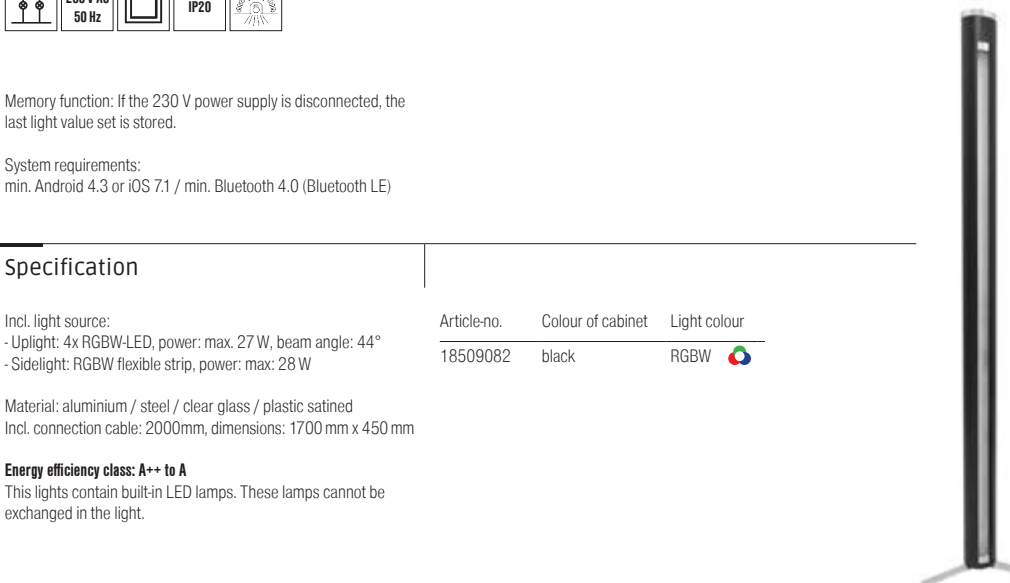 50 Hz
IP20
Memory function: If the 230 V power supply is disconnected, the
last light value set is stored.
System requirements:
min. Android 4.3 or iOS 7.1 / min. Bluetooth 4.0 (Bluetooth LE)
Specification
Incl. light source:
- Uplight: 4x RGBW-LED, power: max. 27 W, beam angle: 44°
- Sidelight: RGBW flexible strip, power: max: 28 W
Material: aluminium / steel / clear glass / plastic satined
Incl. connection cable: 2000mm, dimensions: 1700 mm x 450 mm
Energy efficiency class: A++ to A
This lights contain built-in LED lamps. These lamps cannot be
exchanged in the light.
Article-no. Colour of cabinet Light colour
18509082 black RGBW